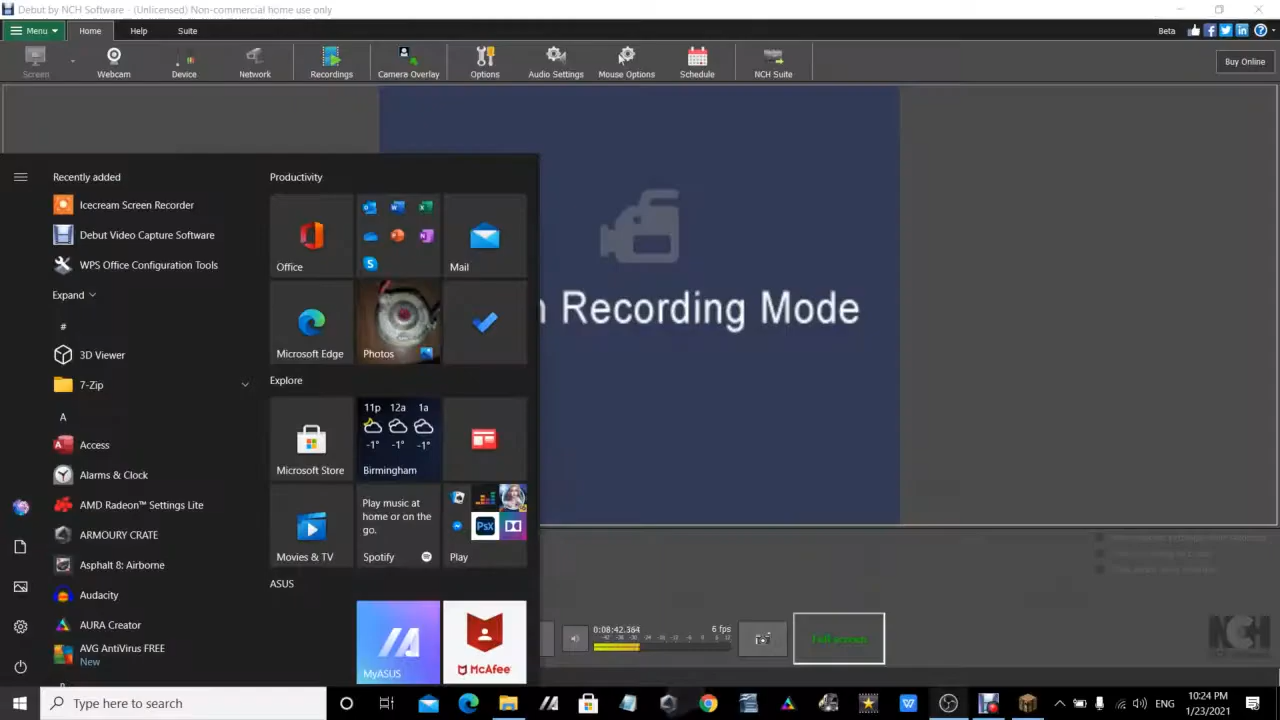 Debut by NCH Software - (Unlicensed) Non-commercial home use only
Menu Home Help Suite Beta
Screen Webcam Device Network Recordings Camera Overlay Options Audio Settings Mouse Options Schedule NCH Suite Buy Online
Recording Mode
Recently added
Icecream Screen Recorder
Debut Video Capture Software
WPS Office Configuration Tools
Expand
#
3D Viewer
7-Zip
A
Access
Alarms & Clock
AMD Radeon™ Settings Lite
ARMOURY CRATE
Asphalt 8: Airborne
Audacity
AURA Creator
AVG AntiVirus FREE
New
Productivity
Office
Mail
Microsoft Edge
Photos
Explore
Microsoft Store
11p 12a 1a
-1° -1° -1°
Birmingham
Movies & TV
Play music at
home or on the
go.
Spotify
Play
ASUS
MyASUS
McAfee
0:08:42.364 6 fps
Full screen
NCH
Type here to search
ENG
10:24 PM
1/23/2021